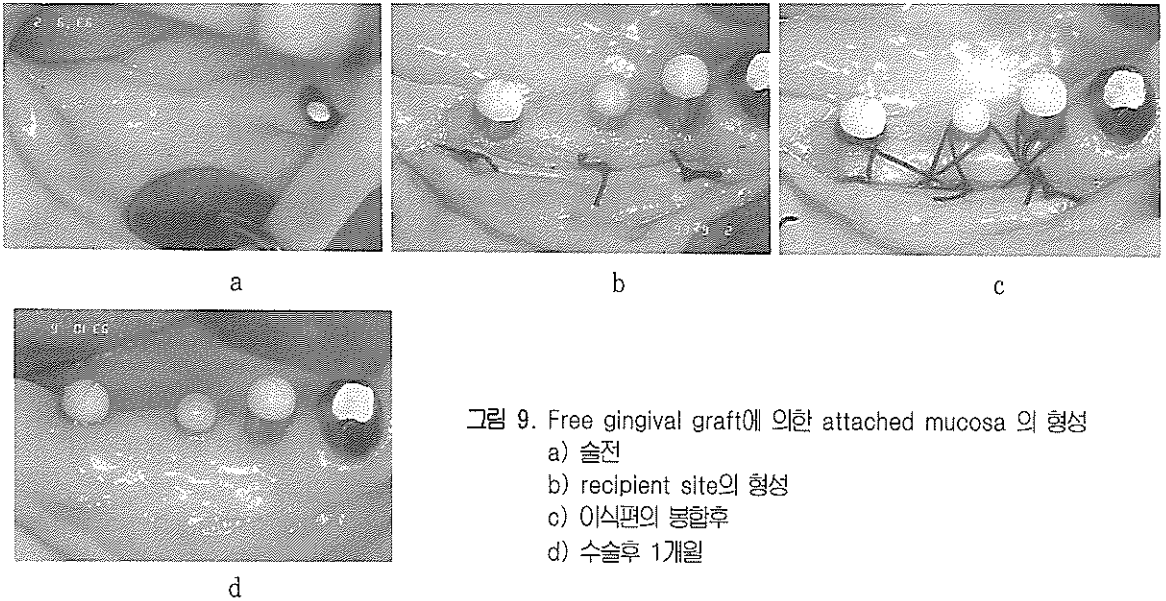 a
b
c
d
그림 9. Free gingival graft에 의한 attached mucosa 의 형성
a) 술전
b) recipient site의 형성
c) 이식편의 봉합후
d) 수술후 1개월